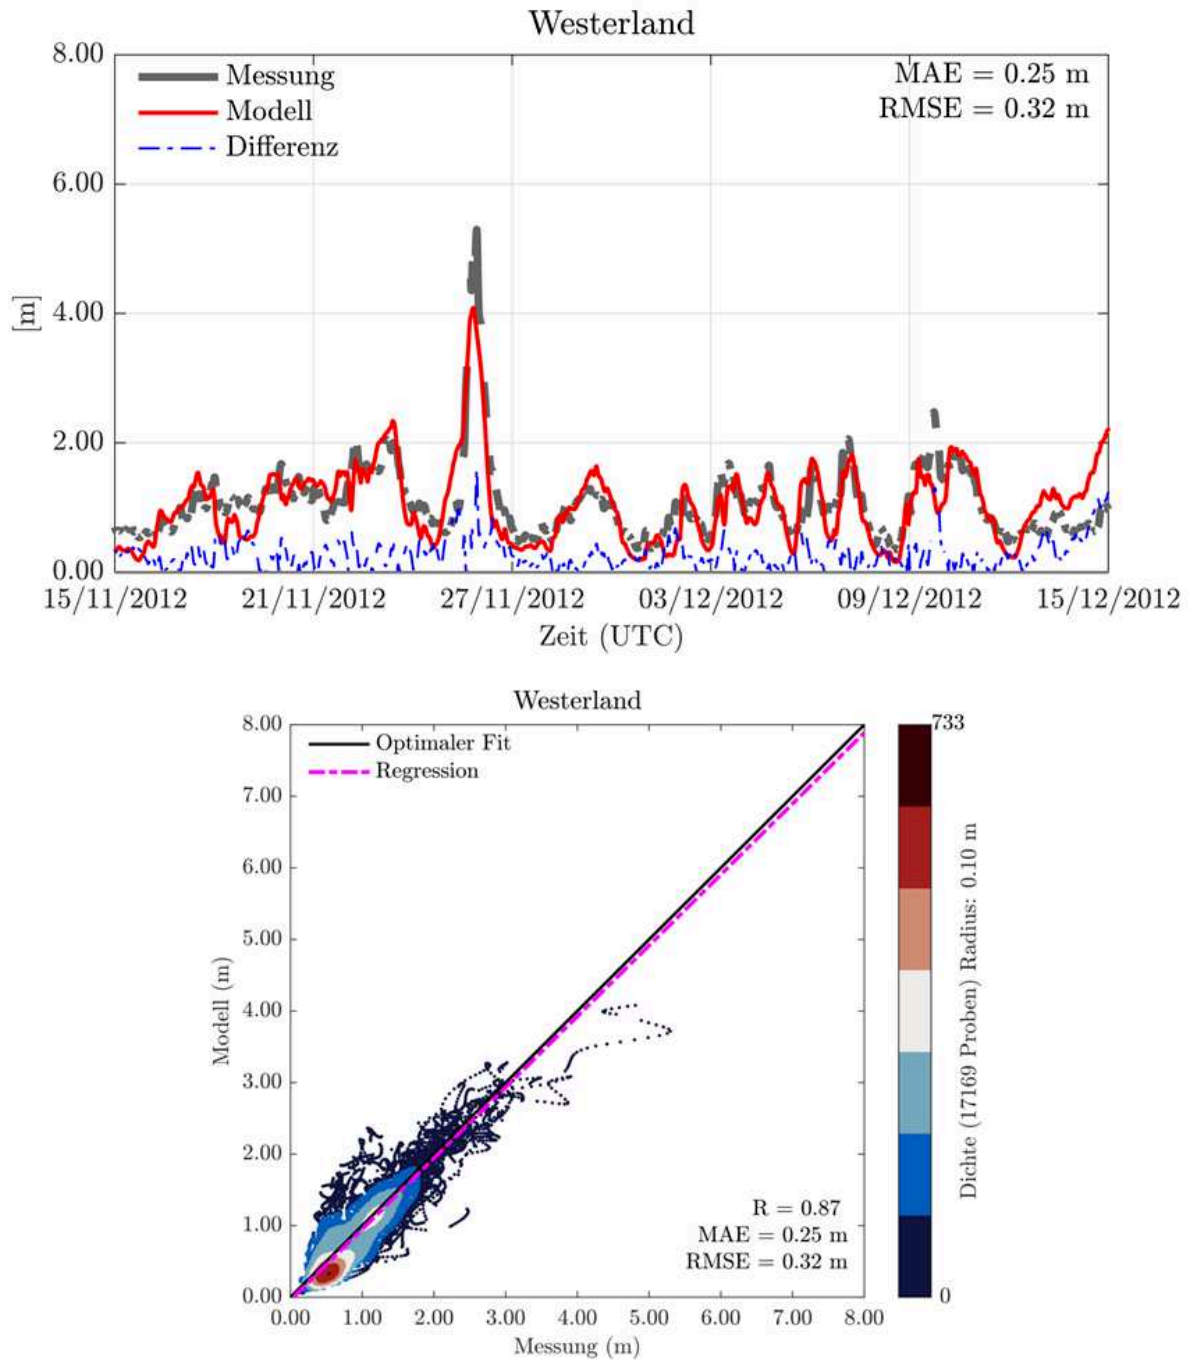 Westerland
8.00
6.00
4.00
2.00
0.00
[m]
Messung
Modell
Differenz
MAE = 0.25 m
RMSE = 0.32 m
15/11/2012 21/11/2012 27/11/2012 03/12/2012 09/12/2012 15/12/2012
Zeit (UTC)
Westerland
8.00
7.00
6.00
5.00
4.00
3.00
2.00
1.00
0.00
Modell (m)
Optimaler Fit
Regression
R = 0.87
MAE = 0.25 m
RMSE = 0.32 m
0.00 1.00 2.00 3.00 4.00 5.00 6.00 7.00 8.00
Messung (m)
733
0
Dichte (17169 Proben) Radius: 0.10 m